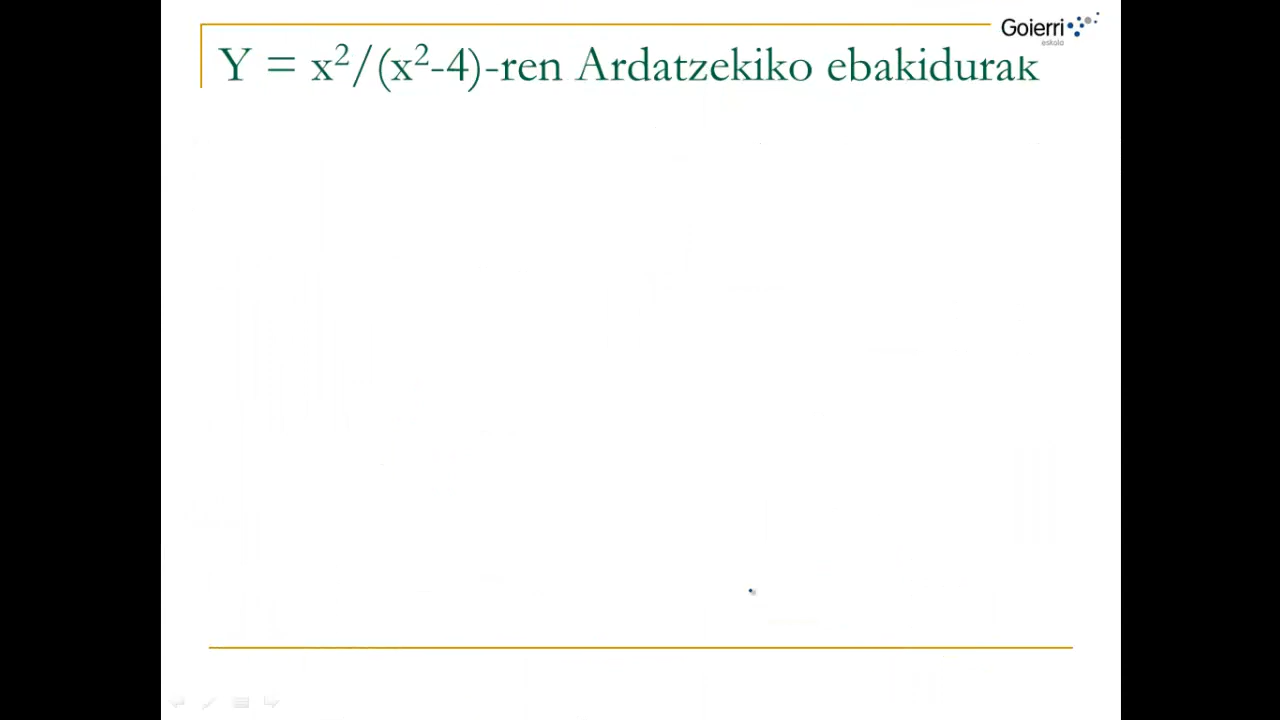 Goierri
eskola
Y = x²/(x²-4)-ren Ardatzekiko ebakidurak